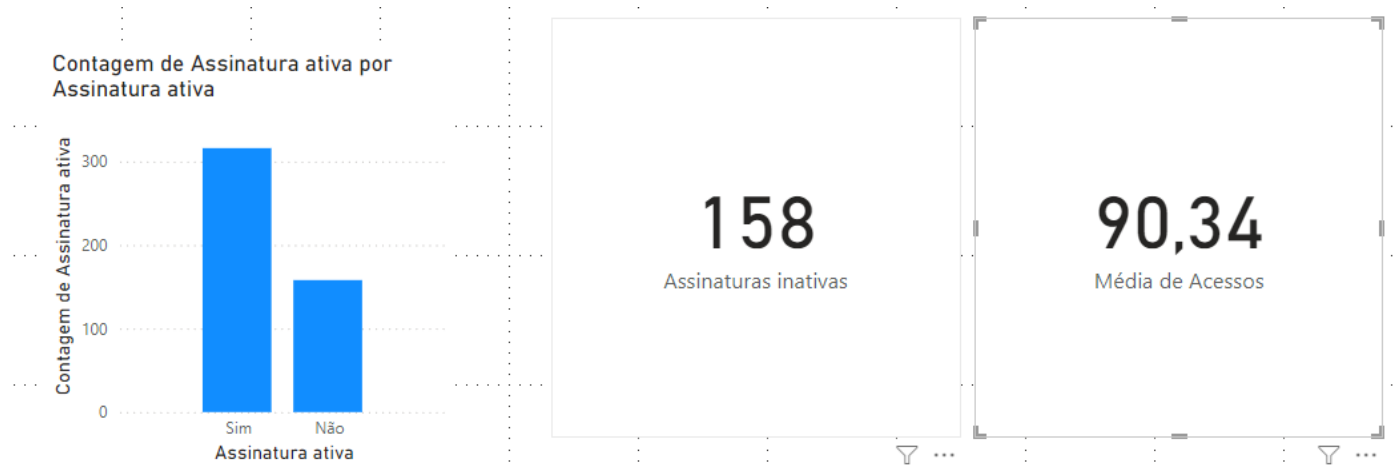 Contagem de Assinatura ativa por
Assinatura ativa
Contagem de Assinatura ativa
300
200
100
0
Sim
Não
Assinatura ativa
158
Assinaturas inativas
90,34
Média de Acessos